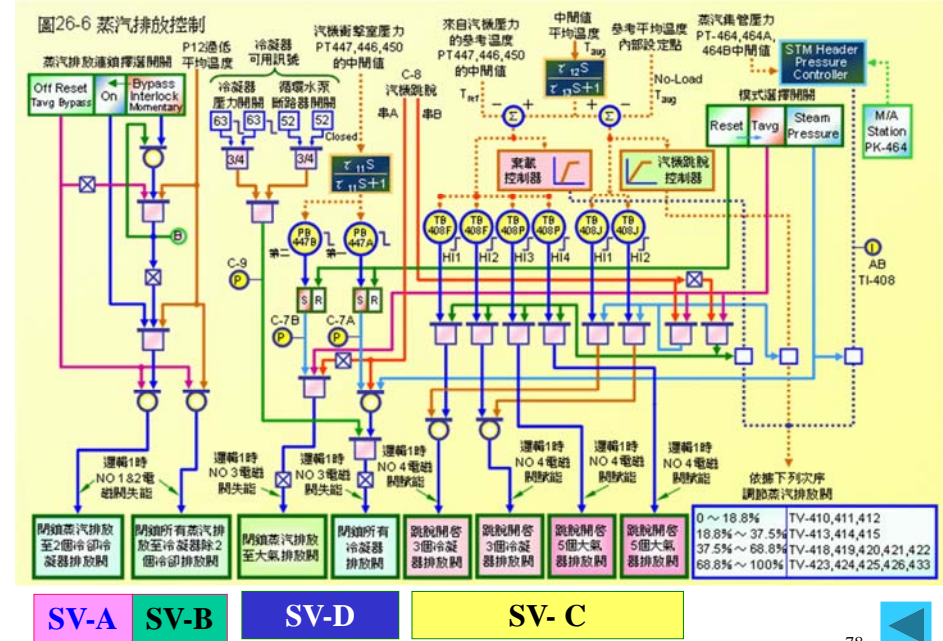 圖26-6 蒸汽排放控制
蒸汽排放連鎖擇選開關
P12過低
平均溫度
冷凝器
可用訊號
冷凝器
壓力開關
循環水泵
斷路器開關
汽機衝擊室壓力
PT447,446,450
的中間值
C-8
汽機跳脫
串A
串B
來自汽機壓力
的參考溫度
PT447,446,450
的中間值
中間值
平均溫度
Taug
參考平均溫度
內部設定點
蒸汽集管壓力
PT-464,464A,
464B中間值
STM Header
Pressure
Controller
Off Reset
Tavg Bypass
On
Bypass
Interlock
Momentary
63
63
52
52
Closed
3/4
3/4
τ 11S
τ 11S+1
τ 12S
τ 13S+1
Tref
No-Load
Taug
Σ
Σ
模式選擇開關
Reset
Tavg
Steam
Pressure
M/A
Station
PK-464
棄載
控制器
汽機跳脫
控制器
B
PB
447B
PB
447A
第二
第一
TB
408F
TB
408F
TB
408P
TB
408P
TB
408J
TB
408J
HI1
HI2
HI3
HI4
HI1
HI2
I
AB
TI-408
C-9
P
S
R
S
R
C-7B
P
C-7A
P
邏輯1時
NO 1&2電
磁閥失能
邏輯1時
NO 3電磁
閥失能
邏輯1時
NO 3電磁
閥失能
邏輯1時
NO 4電磁
閥賦能
邏輯1時
NO 4電磁
閥賦能
邏輯1時
NO 4電磁
閥賦能
邏輯1時
NO 4電磁
閥賦能
依據下列次序
調節蒸汽排放閥
閉鎖蒸汽排放
至2個冷卻冷
凝器排放閥
閉鎖所有蒸汽排
放至冷凝器除2
個冷卻排放閥
閉鎖蒸汽排放
至大氣排放閥
閉鎖所有
冷凝器
排放閥
跳脫開啓
3個冷凝
器排放閥
跳脫開啓
3個冷凝
器排放閥
跳脫開啓
5個大氣
器排放閥
跳脫開啓
5個大氣
器排放閥
0～18.8% TV-410,411,412
18.8%～37.5% TV-413,414,415
37.5%～68.8% TV-418,419,420,421,422
68.8%～100% TV-423,424,425,426,433
SV-A
SV-B
SV-D
SV- C